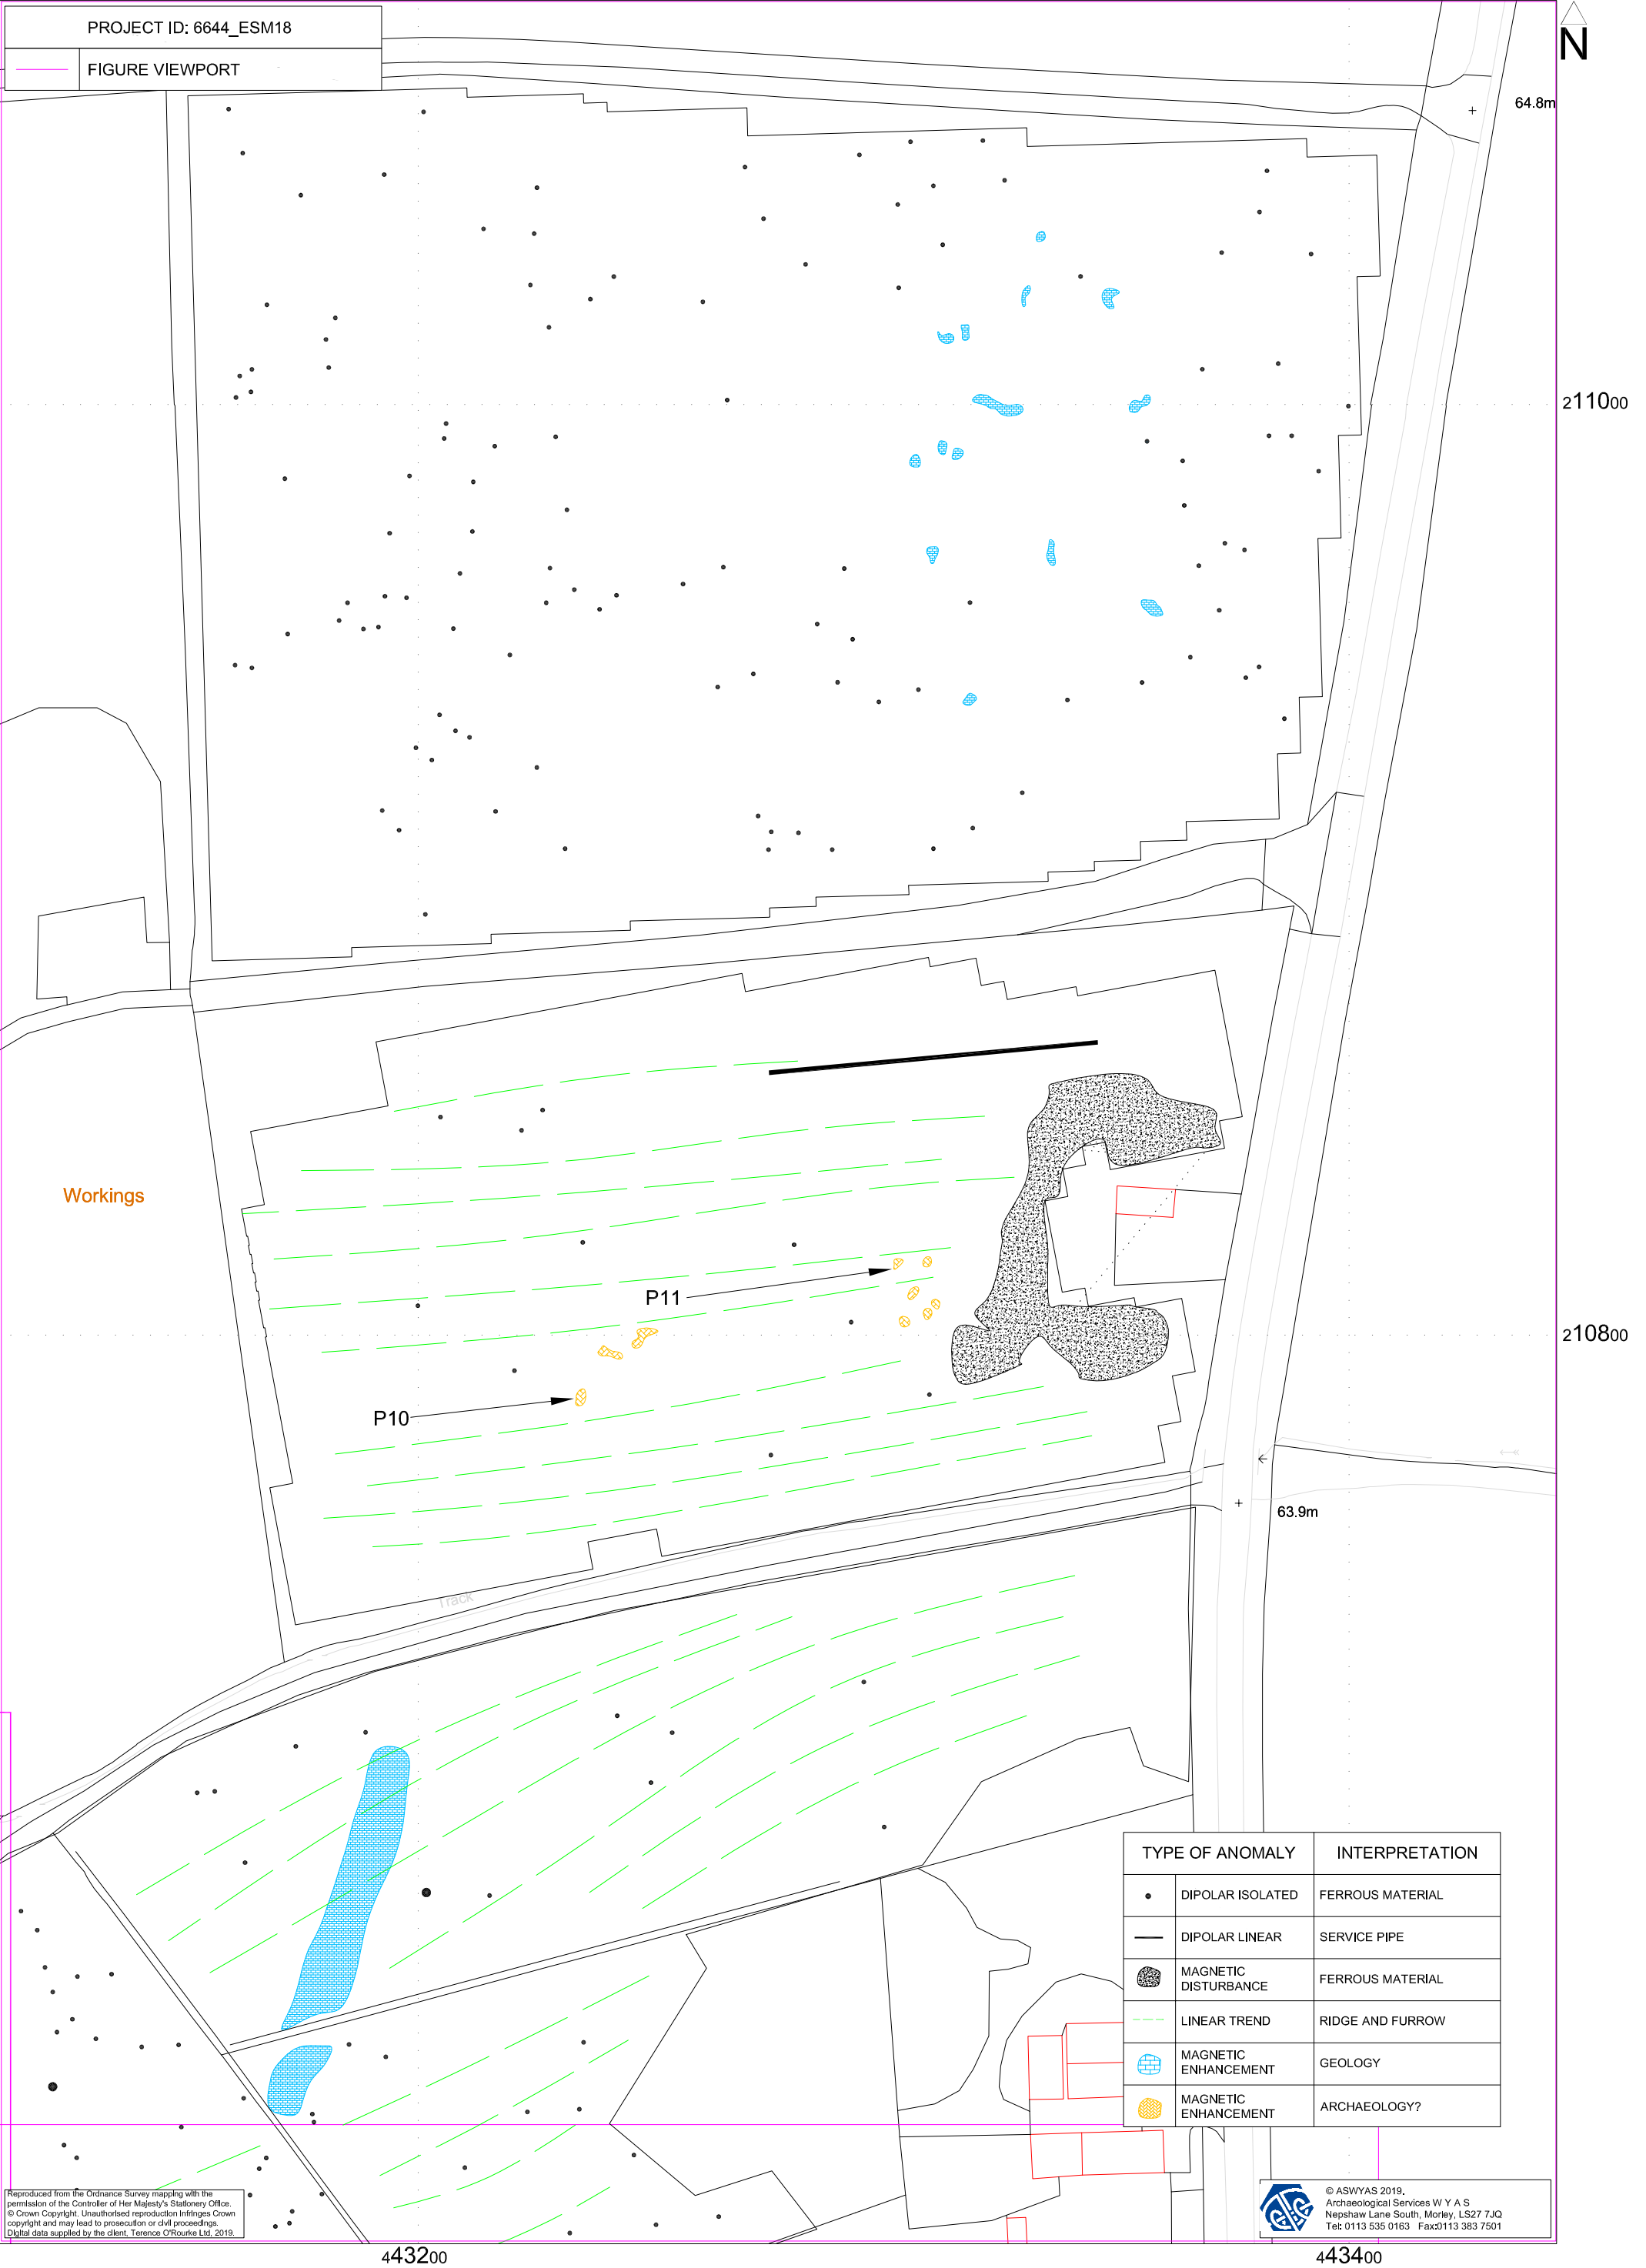 PROJECT ID: 6644_ESM18
FIGURE VIEWPORT
N
64.8m
211000
Workings
P11
210800
P10
63.9m
Track
TYPE OF ANOMALY INTERPRETATION
DIPOLAR ISOLATED FERROUS MATERIAL
DIPOLAR LINEAR SERVICE PIPE
MAGNETIC
DISTURBANCE FERROUS MATERIAL
LINEAR TREND RIDGE AND FURROW
MAGNETIC
ENHANCEMENT GEOLOGY
MAGNETIC
ENHANCEMENT ARCHAEOLOGY?
Reproduced from the Ordnance Survey mapping with the
permission of the Controller of Her Majesty's Stationery Office.
© Crown Copyright. Unauthorised reproduction infringes Crown
copyright and may lead to prosecution or civil proceedings.
Digital data supplied by the client, Terence O'Rourke Ltd, 2019.
© ASWYAS 2019.
Archaeological Services W Y A S
Nepshaw Lane South, Morley, LS27 7JQ
Tel: 0113 535 0163 Fax:0113 383 7501
443200
443400